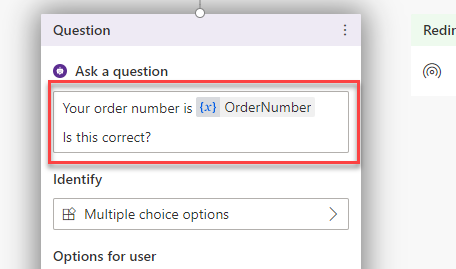 Question
Redir
Ask a question
Your order number is {x} OrderNumber
Is this correct?
Identify
Multiple choice options
Options for user